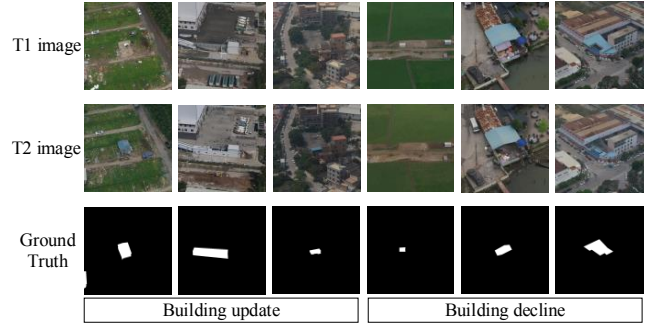 T1 image
T2 image
Ground
Truth
Building update
Building decline